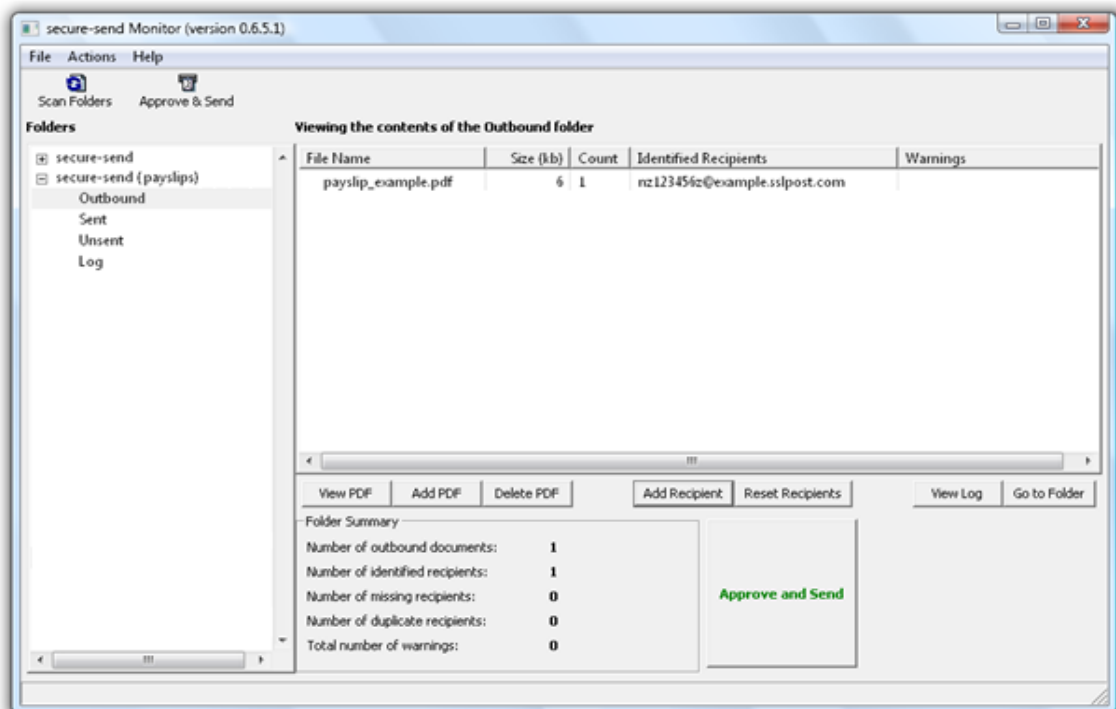 secure-send Monitor (version 0.6.5.1)
File Actions Help
Scan Folders Approve & Send
Folders
Viewing the contents of the Outbound folder
secure-send
secure-send (payslips)
Outbound
Sent
Unsent
Log
File Name Size (kb) Count Identified Recipients Warnings
payslip_example.pdf 6 1 nz123456z@example.sslpost.com
View PDF Add PDF Delete PDF Add Recipient Reset Recipients View Log Go to Folder
Folder Summary
Number of outbound documents: 1
Number of identified recipients: 1
Number of missing recipients: 0
Number of duplicate recipients: 0
Total number of warnings: 0
Approve and Send